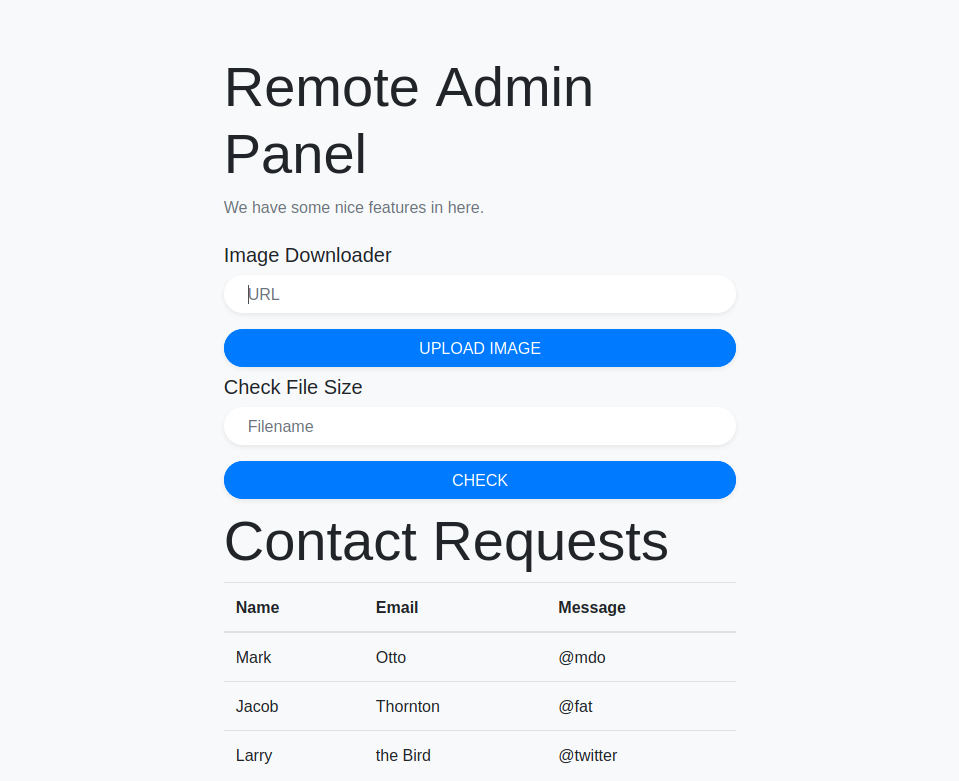 Remote Admin
Panel
We have some nice features in here.
Image Downloader
URL
UPLOAD IMAGE
Check File Size
Filename
CHECK
Contact Requests
Name Email Message
Mark Otto @mdo
Jacob Thornton @fat
Larry the Bird @twitter